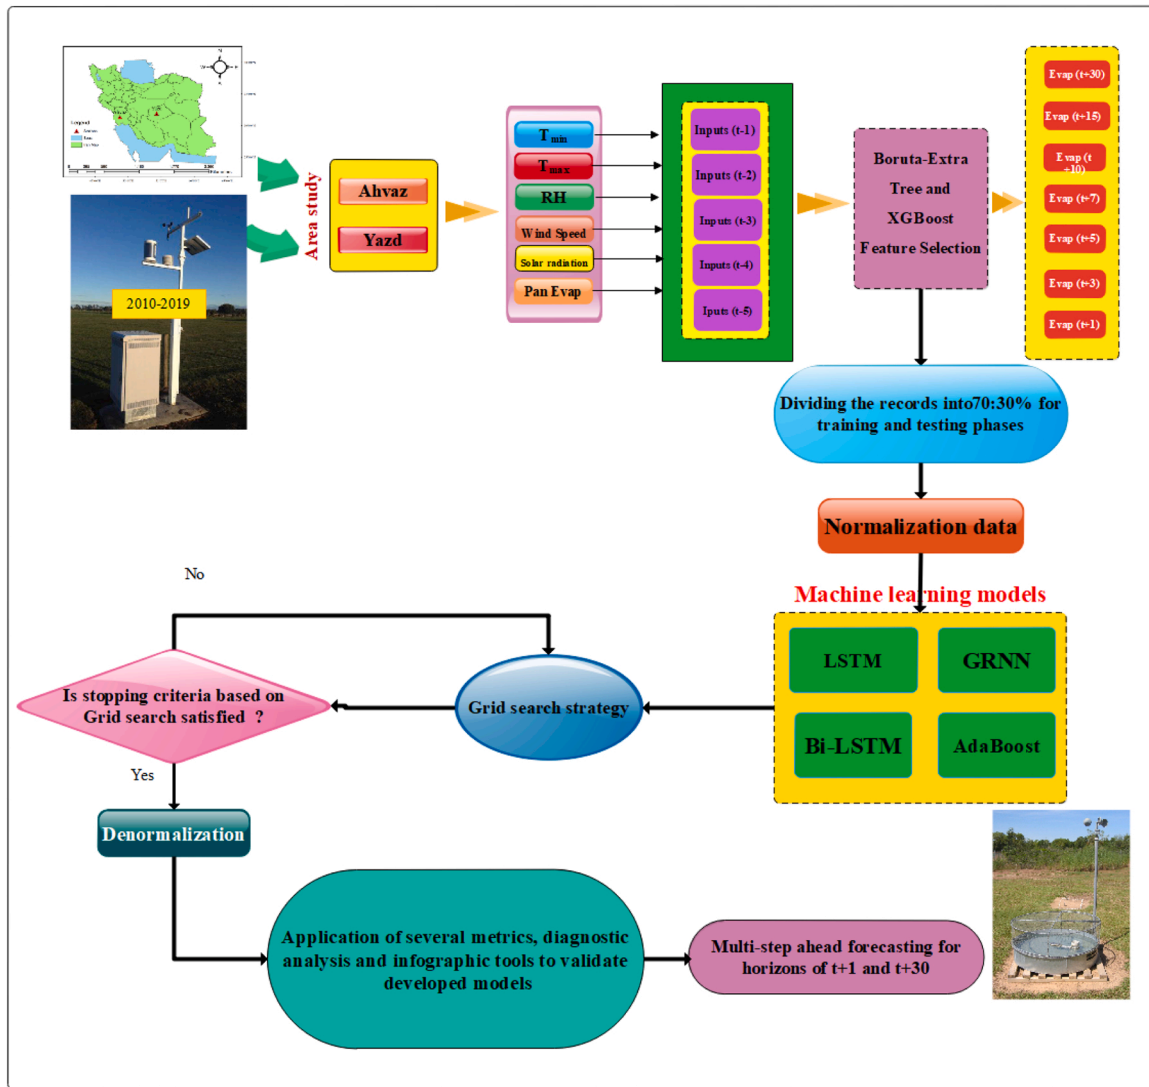 Legend
2010-2019
Area study
Ahvaz
Yazd
Tmin
Tmax
RH
Wind Speed
Solar radiation
Pan Evap
Inputs (t-1)
Inputs (t-2)
Inputs (t-3)
Inputs (t-4)
Iputs (t-5)
Boruta-Extra
Tree and
XGBoost
Feature Selection
Evap (t+30)
Evap (t+15)
Evap (t
+10)
Evap (t+7)
Evap (t+5)
Evap (t+3)
Evap (t+1)
Dividing the records into70:30% for
training and testing phases
Normalization data
Machine learning models
LSTM
GRNN
Bi-LSTM
AdaBoost
Grid search strategy
No
Is stopping criteria based on
Grid search satisfied ?
Yes
Denormalization
Application of several metrics, diagnostic
analysis and infographic tools to validate
developed models
Multi-step ahead forecasting for
horizons of t+1 and t+30